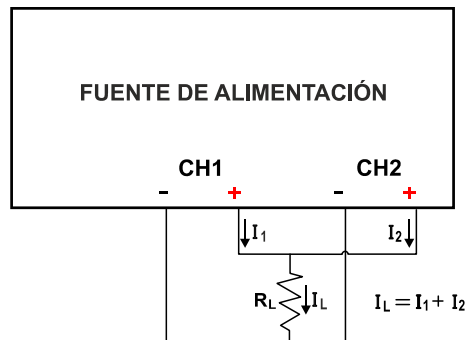 FUENTE DE ALIMENTACIÓN
CH1 CH2
- + - +
I1 I2
RL IL IL = I1 + I2